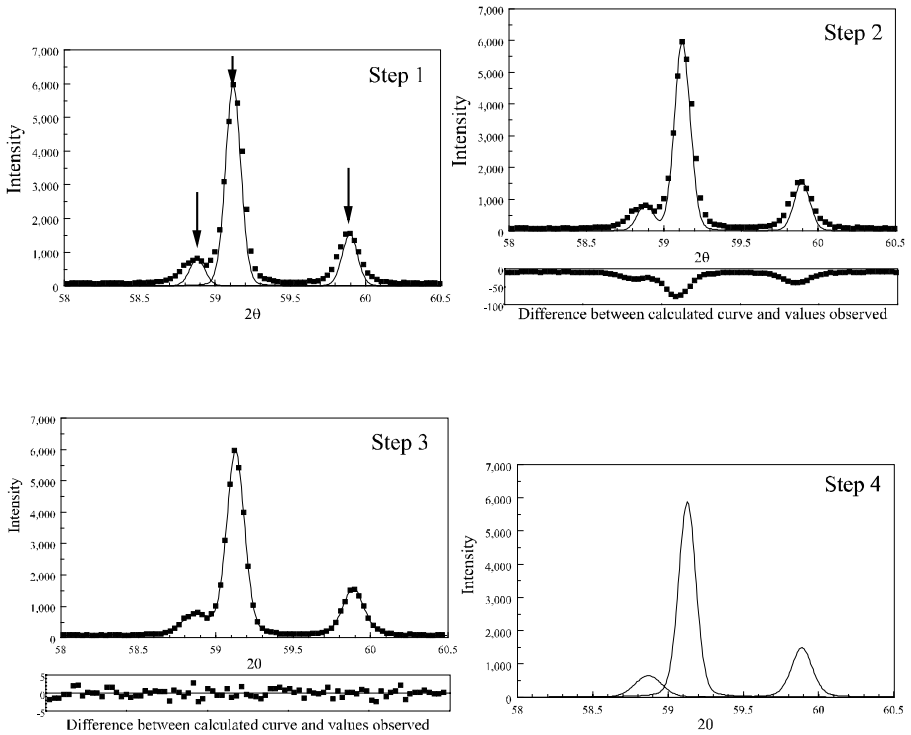 Step 1
Intensity
7,000
6,000
5,000
4,000
3,000
2,000
1,000
0
58 58.5 59 59.5 60 60.5
2θ
Step 2
Intensity
7,000
6,000
5,000
4,000
3,000
2,000
1,000
0
58 58.5 59 59.5 60 60.5
2θ
0
-50
-100
Difference between calculated curve and values observed
Step 3
Intensity
7,000
6,000
5,000
4,000
3,000
2,000
1,000
0
58 58.5 59 59.5 60 60.5
2θ
5
0
-5
Difference between calculated curve and values observed
Step 4
Intensity
7,000
6,000
5,000
4,000
3,000
2,000
1,000
0
58 58.5 59 59.5 60 60.5
2θ